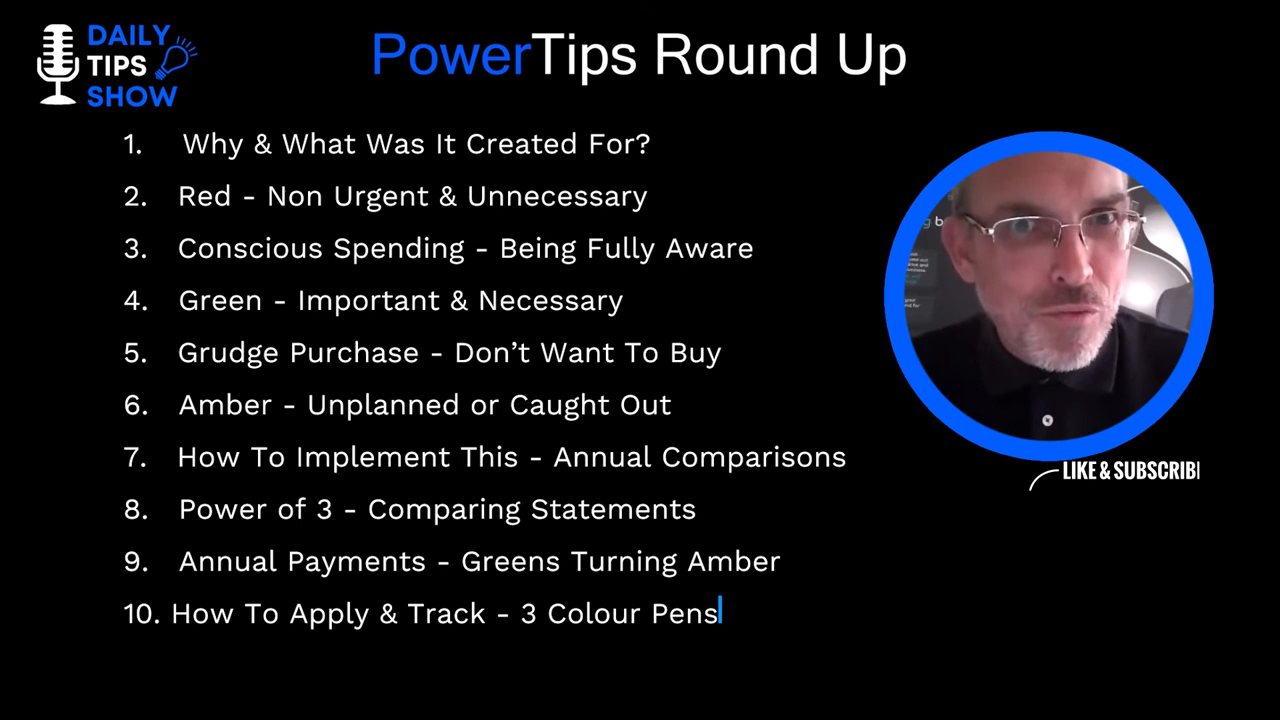 DAILY
TIPS
SHOW
PowerTips Round Up
1. Why & What Was It Created For?
2. Red - Non Urgent & Unnecessary
3. Conscious Spending - Being Fully Aware
4. Green - Important & Necessary
5. Grudge Purchase - Don’t Want To Buy
6. Amber - Unplanned or Caught Out
7. How To Implement This - Annual Comparisons
8. Power of 3 - Comparing Statements
9. Annual Payments - Greens Turning Amber
10. How To Apply & Track - 3 Colour Pens
LIKE & SUBSCRIB